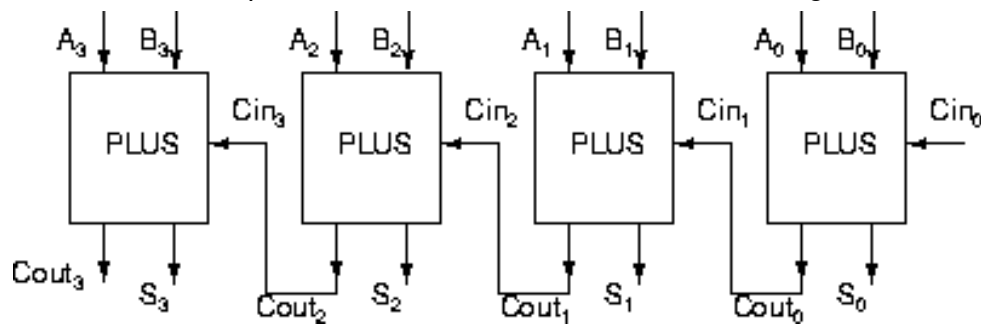 A₃ B₃ A₂ B₂ A₁ B₁ A₀ B₀
Cin₃ Cin₂ Cin₁ Cin₀
PLUS PLUS PLUS PLUS
Cout₃ S₃ Cout₂ S₂ Cout₁ S₁ Cout₀ S₀